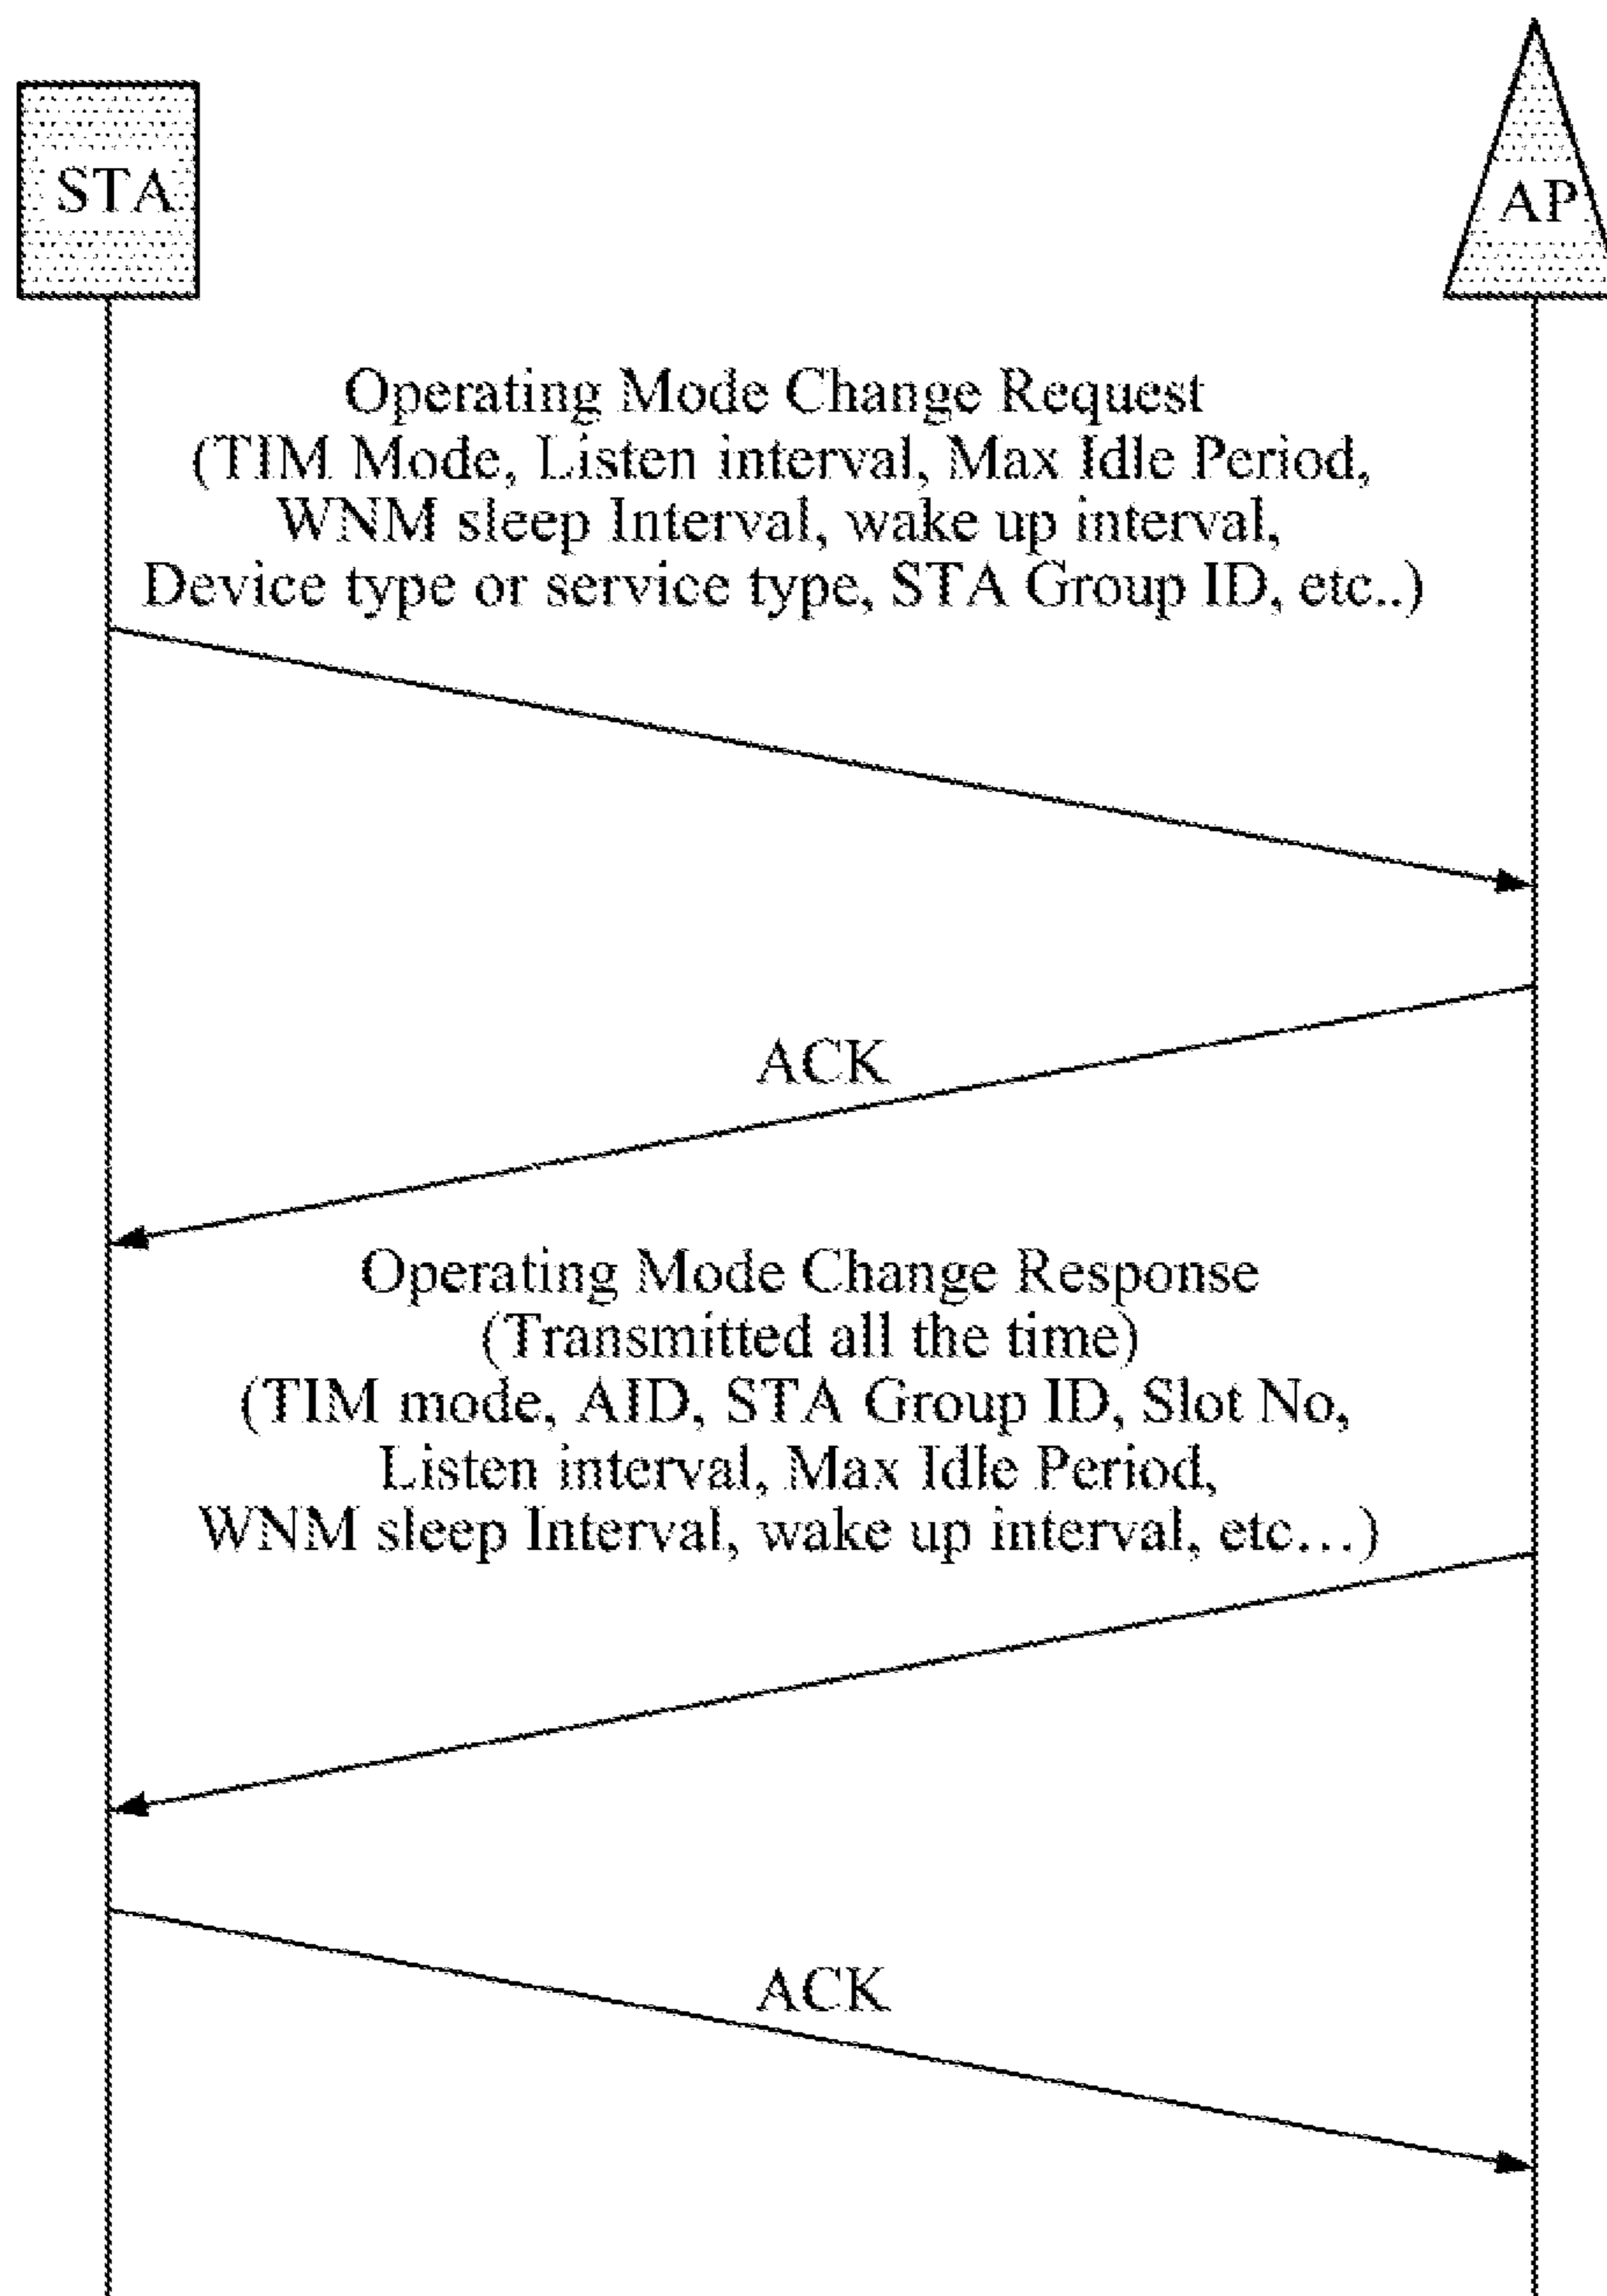 STA
AP
Operating Mode Change Request
(TIM Mode, Listen interval, Max Idle Period,
WNM sleep Interval, wake up interval,
Device type or service type, STA Group ID, etc..)
ACK
Operating Mode Change Response
(Transmitted all the time)
(TIM mode, AID, STA Group ID, Slot No,
Listen interval, Max Idle Period,
WNM sleep Interval, wake up interval, etc...)
ACK